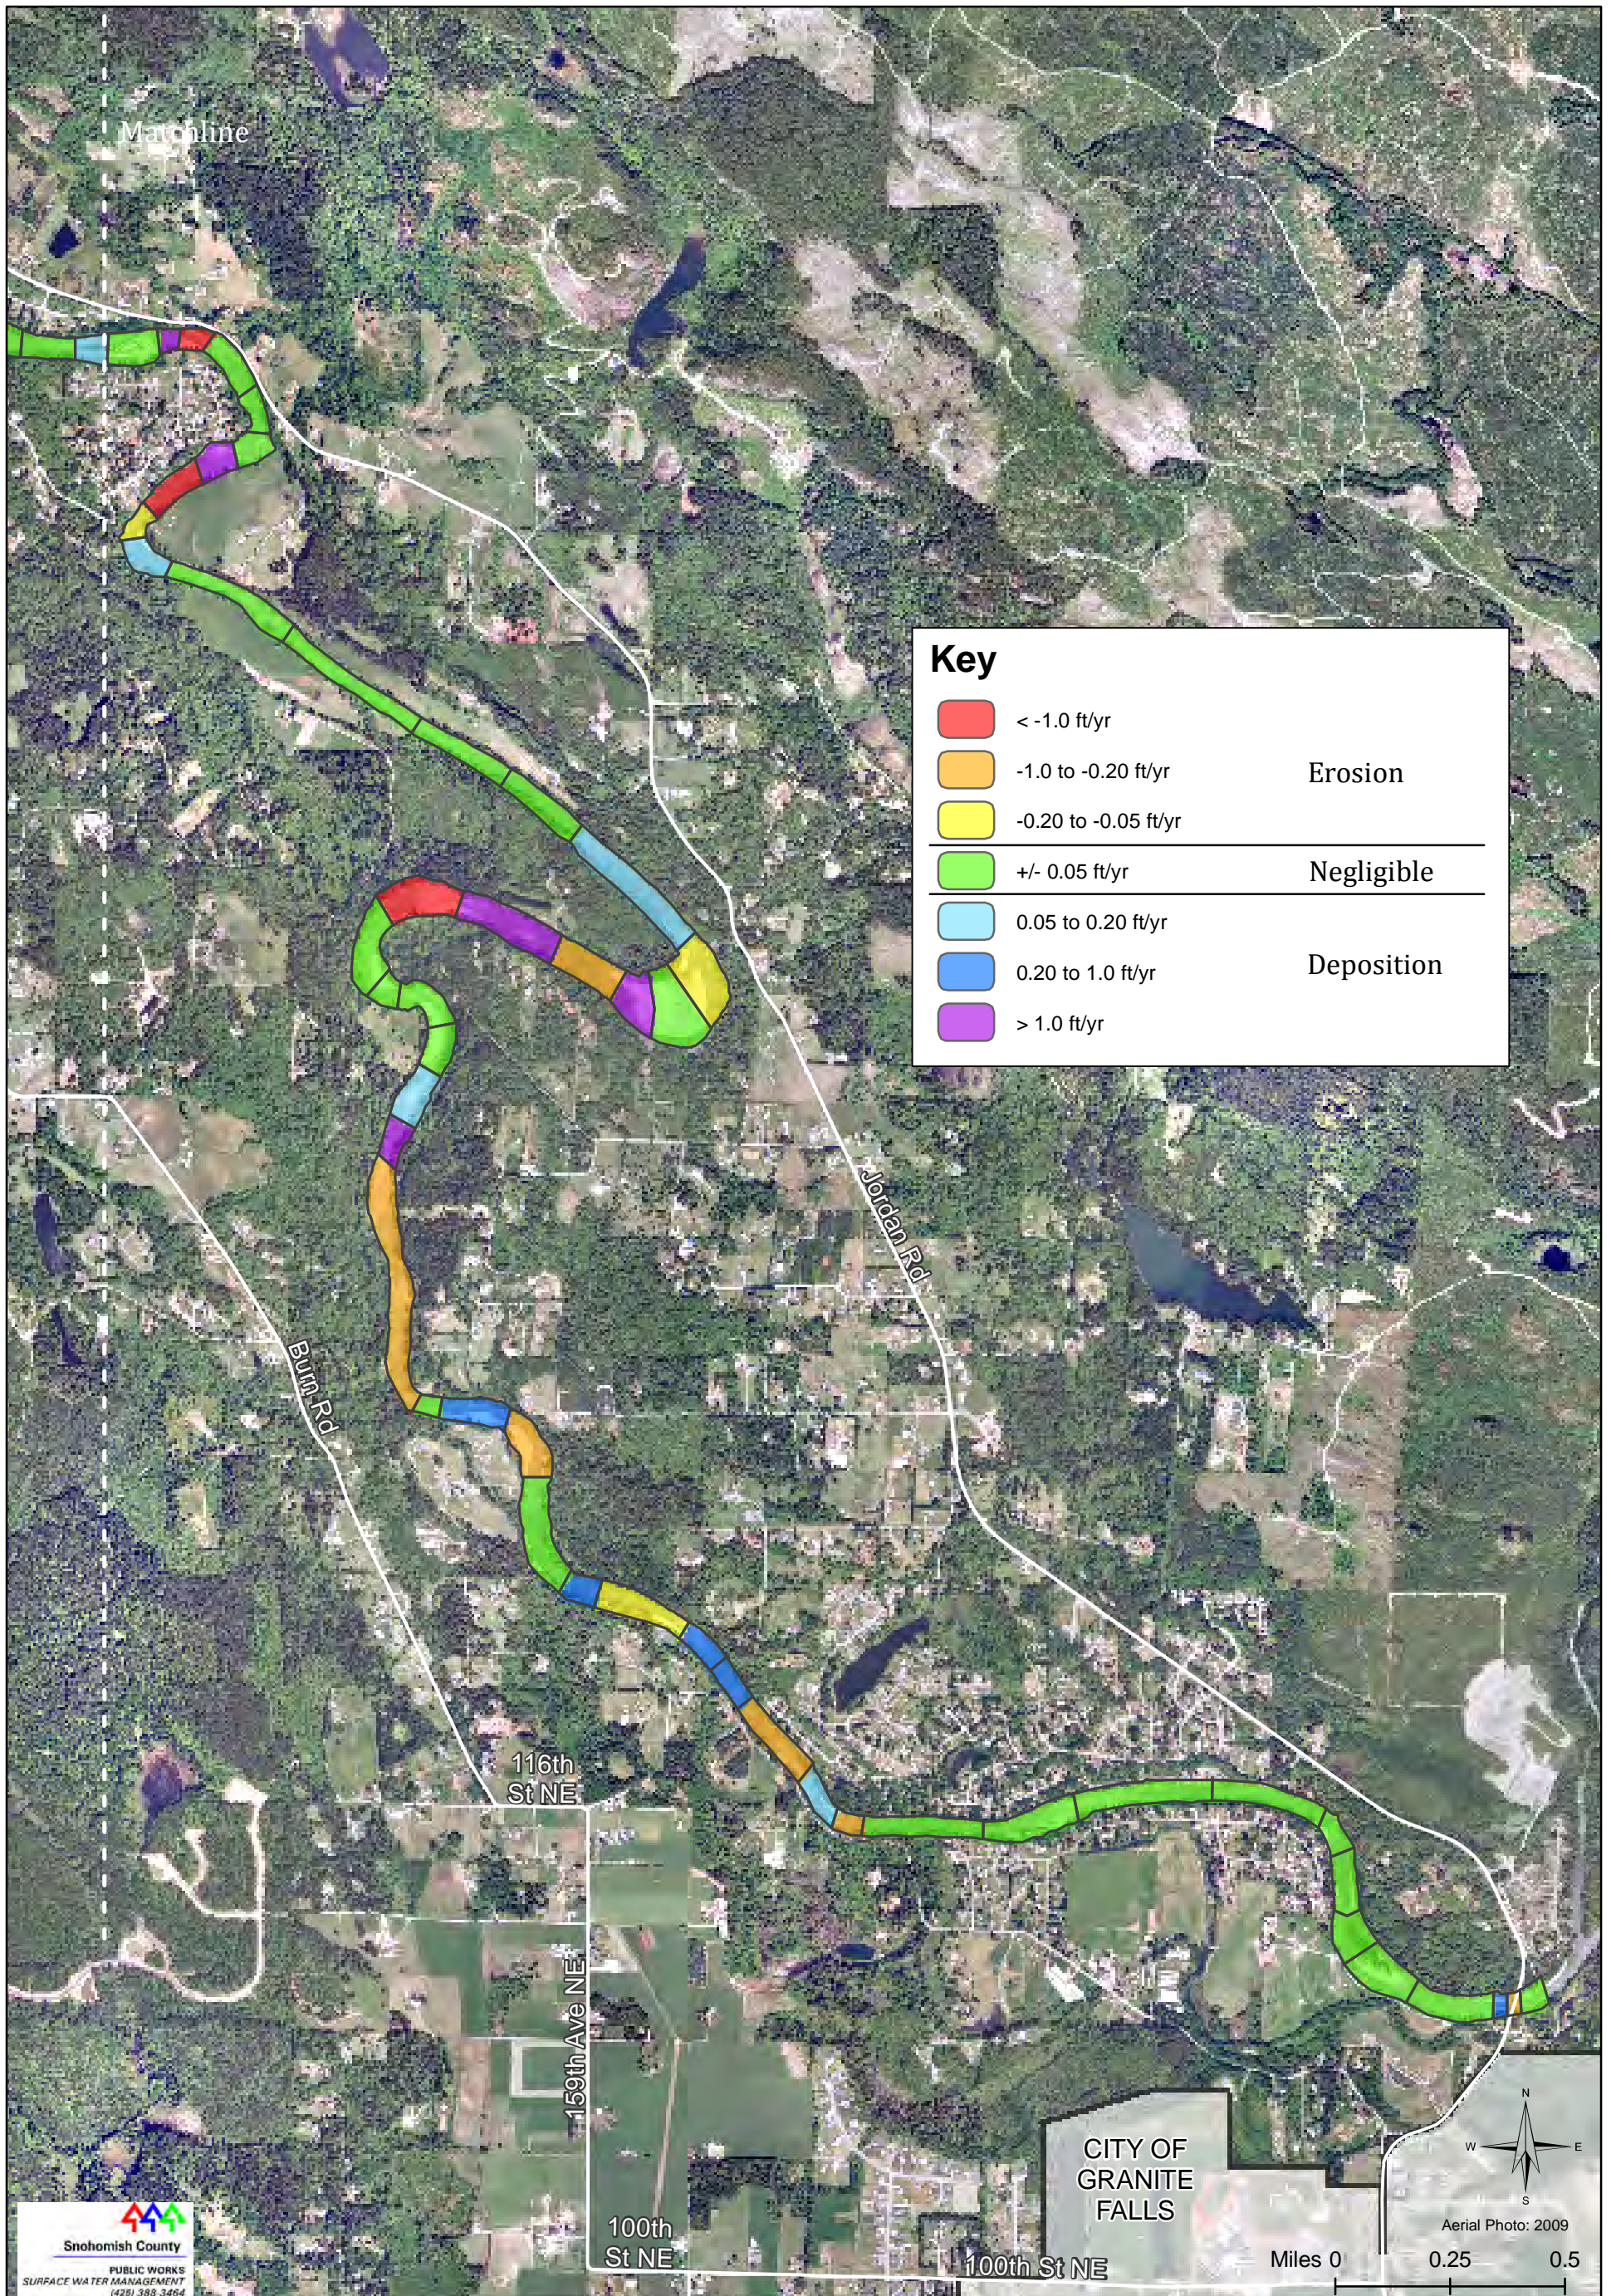 Matchline
Key
< -1.0 ft/yr
-1.0 to -0.20 ft/yr
Erosion
-0.20 to -0.05 ft/yr
+/- 0.05 ft/yr
Negligible
0.05 to 0.20 ft/yr
0.20 to 1.0 ft/yr
Deposition
> 1.0 ft/yr
Jordan Rd
Burn Rd
116th
St NE
159th Ave NE
100th
St NE
100th St NE
CITY OF
GRANITE
FALLS
N
W
E
S
Aerial Photo: 2009
Miles 0
0.25
0.5
Snohomish County
PUBLIC WORKS
SURFACE WATER MANAGEMENT
(425) 388-3464